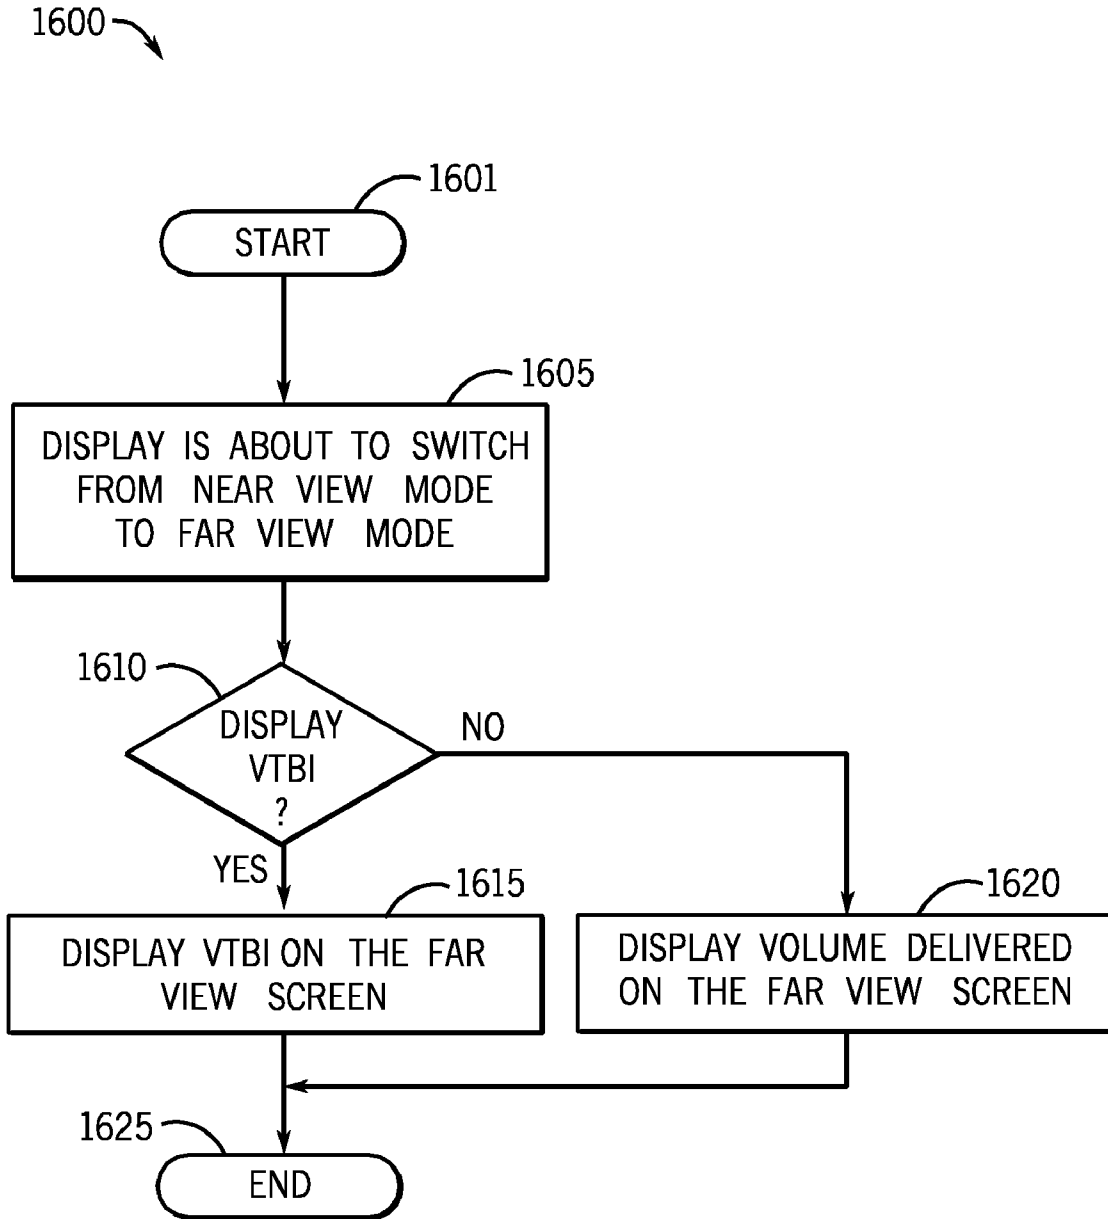 1600
1601
START
1605
DISPLAY IS ABOUT TO SWITCH
FROM NEAR VIEW MODE
TO FAR VIEW MODE
1610
DISPLAY
VTBI
?
NO
YES
1615
DISPLAY VTBI ON THE FAR
VIEW SCREEN
1620
DISPLAY VOLUME DELIVERED
ON THE FAR VIEW SCREEN
1625
END